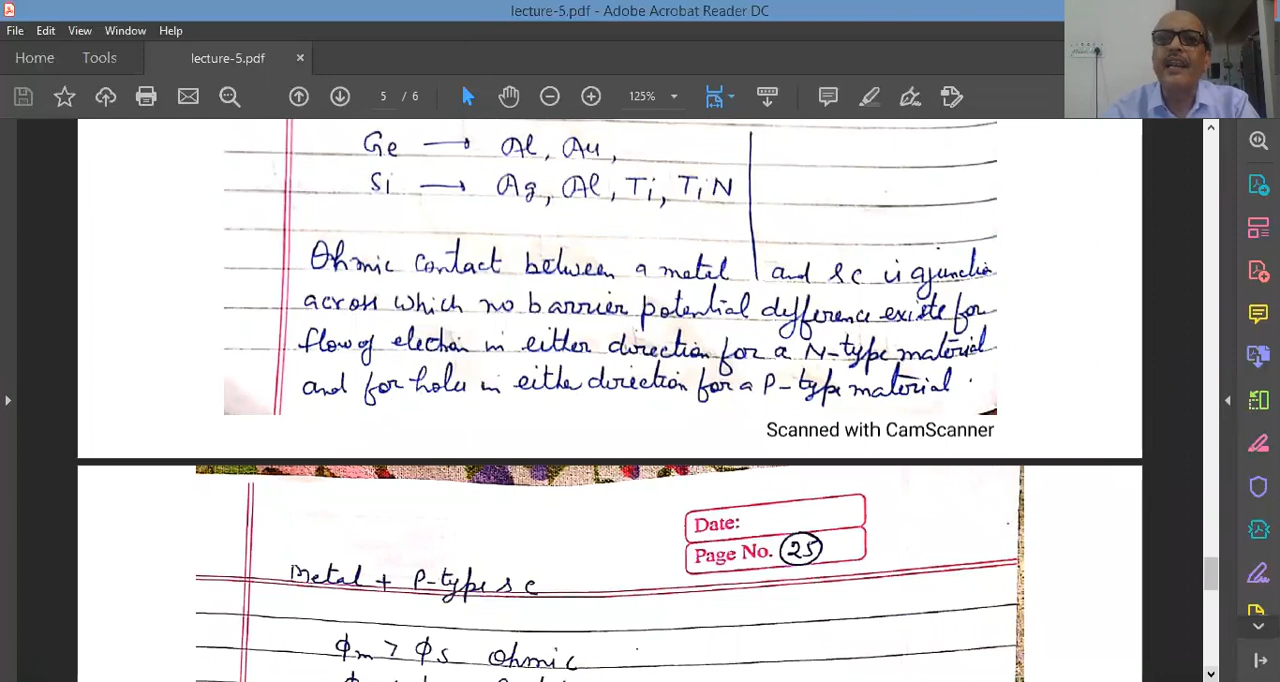 lecture-5.pdf - Adobe Acrobat Reader DC
File Edit View Window Help
Home Tools lecture-5.pdf ×
5 / 6 125%
Ge → Al, Au,
Si → Ag, Al, Ti, TiN
Ohmic contact between a metal and sc is a junction
across which no barrier potential difference existe for
flow of electron in either direction for a N-type material
and for holes in either direction for a P-type material.
Scanned with CamScanner
Date:
Page No. 25
Metal + P-type sc
ϕm > ϕs Ohmic